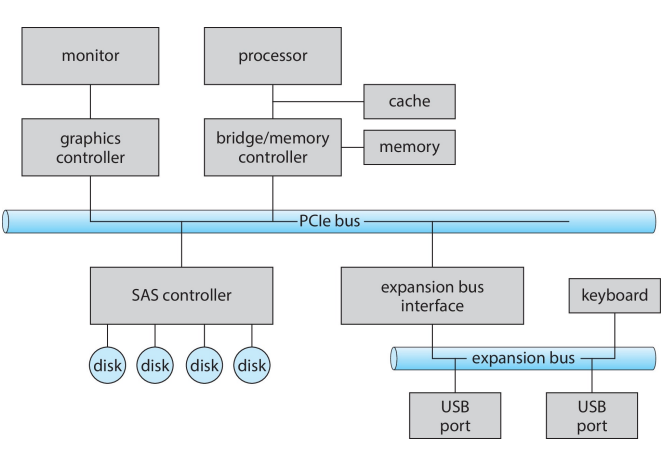 monitor
processor
cache
graphics
controller
bridge/memory
controller
memory
PCIe bus
SAS controller
expansion bus
interface
keyboard
disk
disk
disk
disk
expansion bus
USB
port
USB
port